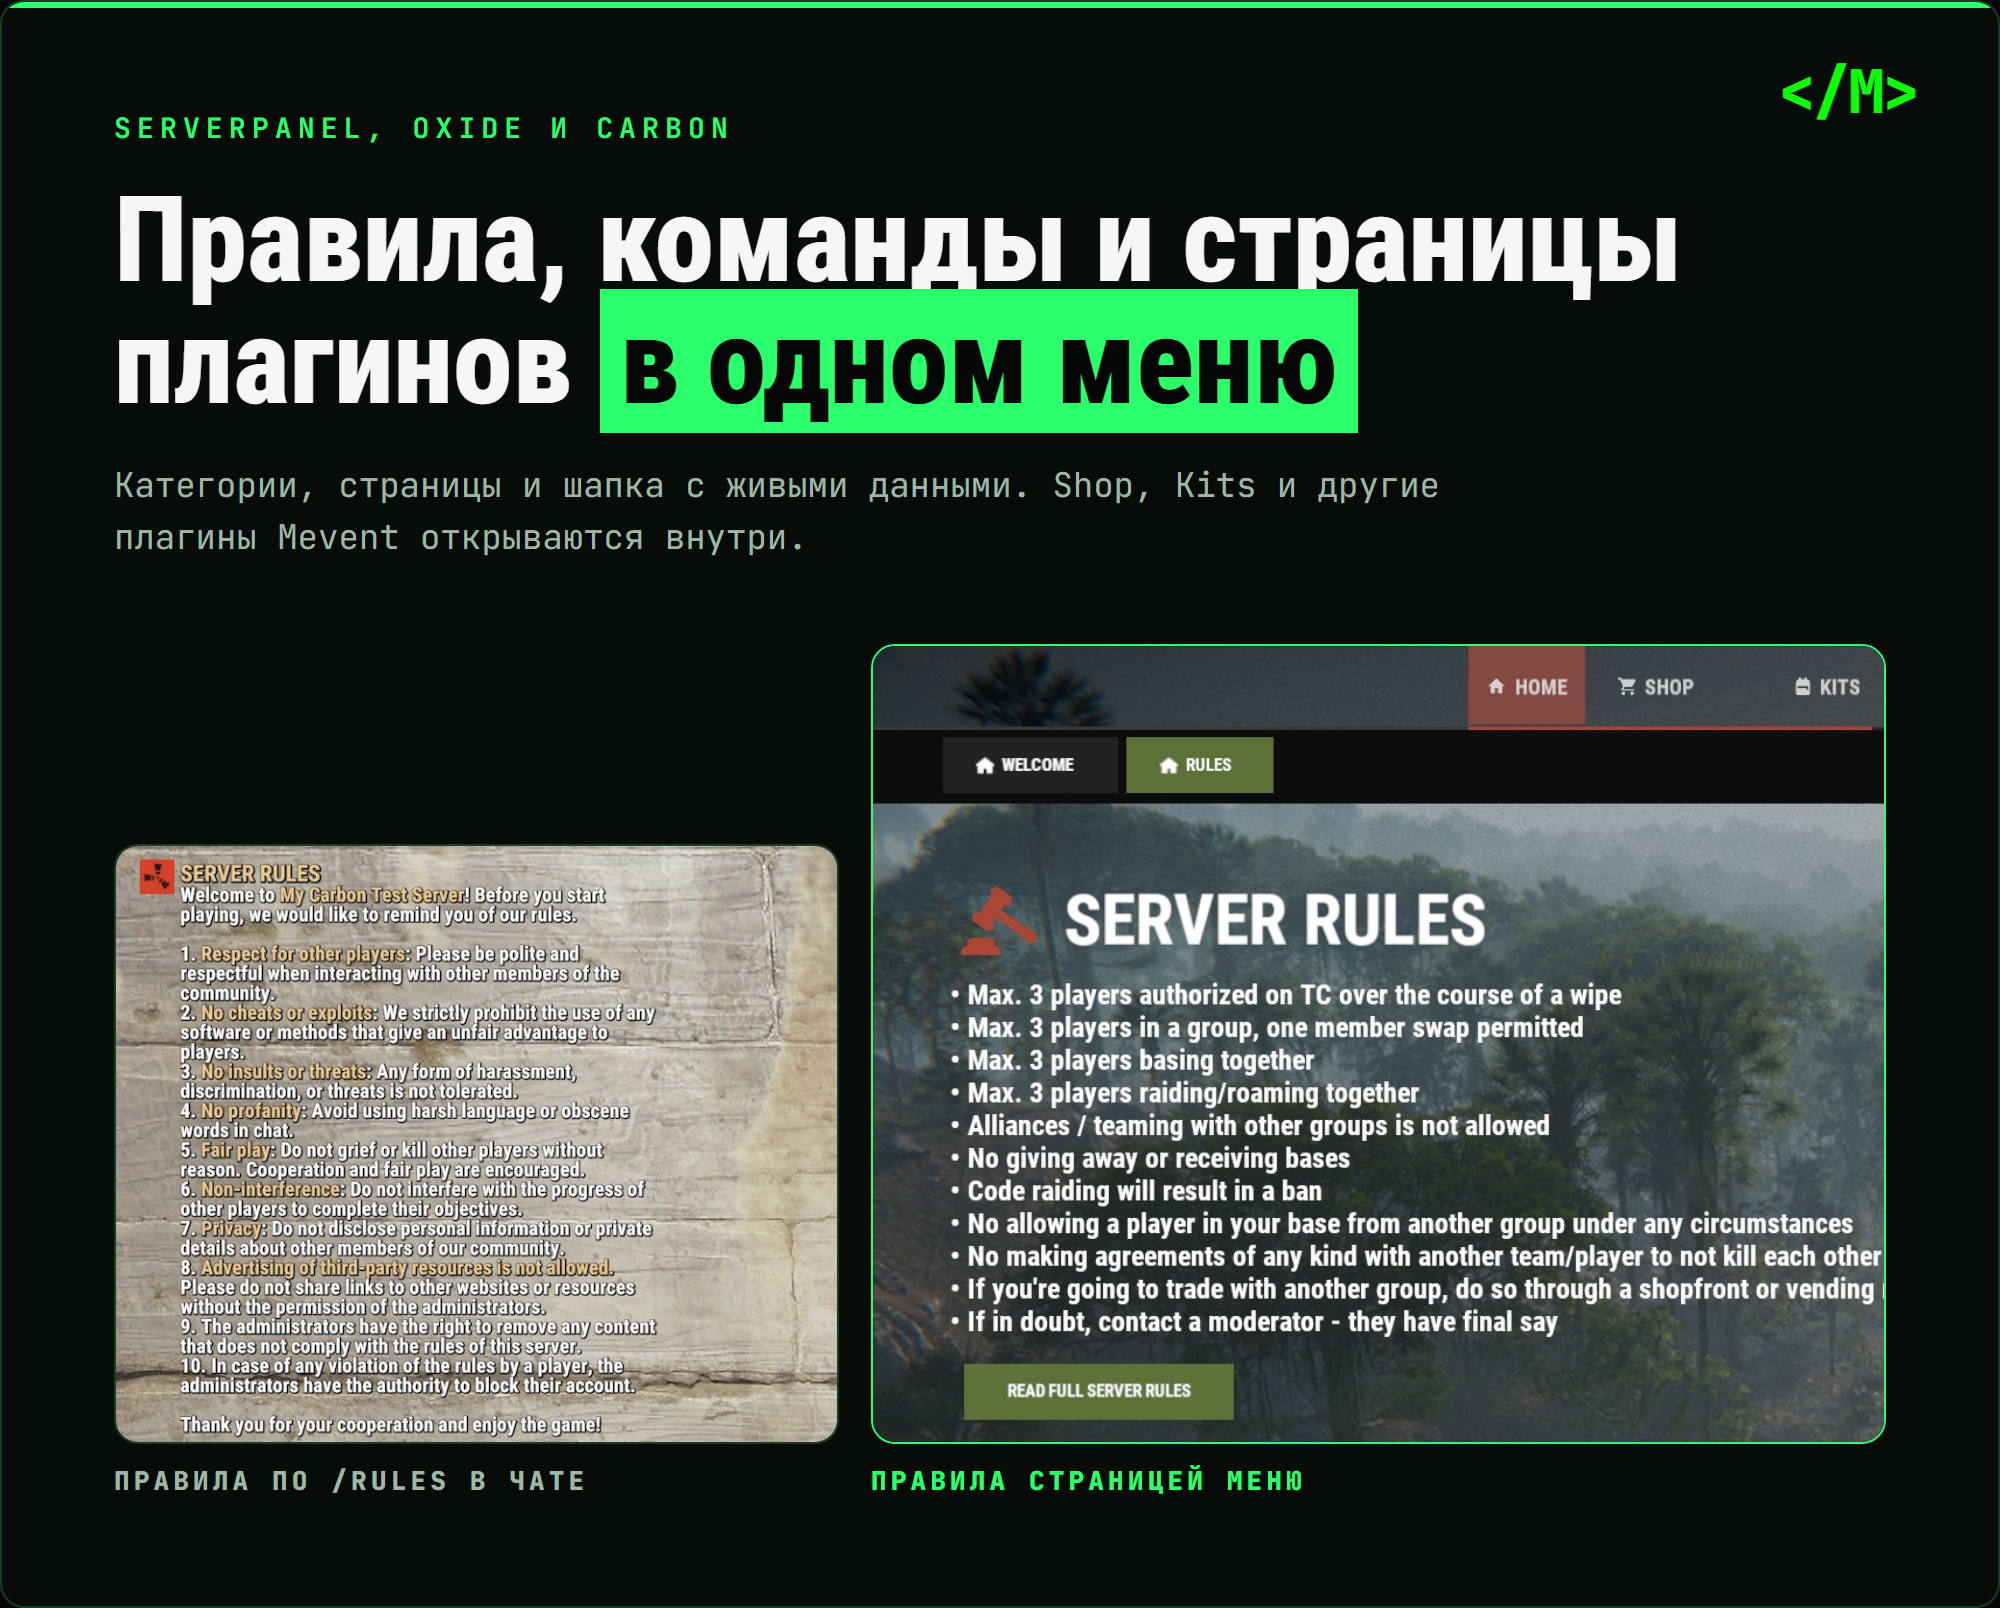 </M>
SERVERPANEL, OXIDE И CARBON
Правила, команды и страницы
плагинов в одном меню
Категории, страницы и шапка с живыми данными. Shop, Kits и другие
плагины Mevent открываются внутри.
SERVER RULES
Welcome to My Carbon Test Server! Before you start
playing, we would like to remind you of our rules.
1. Respect for other players: Please be polite and
respectful when interacting with other members of the
community.
2. No cheats or exploits: We strictly prohibit the use of any
software or methods that give an unfair advantage to
players.
3. No insults or threats: Any form of harassment,
discrimination, or threats is not tolerated.
4. No profanity: Avoid using harsh language or obscene
words in chat.
5. Fair play: Do not grief or kill other players without
reason. Cooperation and fair play are encouraged.
6. Non-interference: Do not interfere with the progress of
other players to complete their objectives.
7. Privacy: Do not disclose personal information or private
details about other members of our community.
8. Advertising of third-party resources is not allowed.
Please do not share links to other websites or resources
without the permission of the administrators.
9. The administrators have the right to remove any content
that does not comply with the rules of this server.
10. In case of any violation of the rules by a player, the
administrators have the authority to block their account.
Thank you for your cooperation and enjoy the game!
ПРАВИЛА ПО /RULES В ЧАТЕ
HOME SHOP KITS
WELCOME RULES
SERVER RULES
• Max. 3 players authorized on TC over the course of a wipe
• Max. 3 players in a group, one member swap permitted
• Max. 3 players basing together
• Max. 3 players raiding/roaming together
• Alliances / teaming with other groups is not allowed
• No giving away or receiving bases
• Code raiding will result in a ban
• No allowing a player in your base from another group under any circumstances
• No making agreements of any kind with another team/player to not kill each other
• If you're going to trade with another group, do so through a shopfront or vending
• If in doubt, contact a moderator - they have final say
READ FULL SERVER RULES
ПРАВИЛА СТРАНИЦЕЙ МЕНЮ